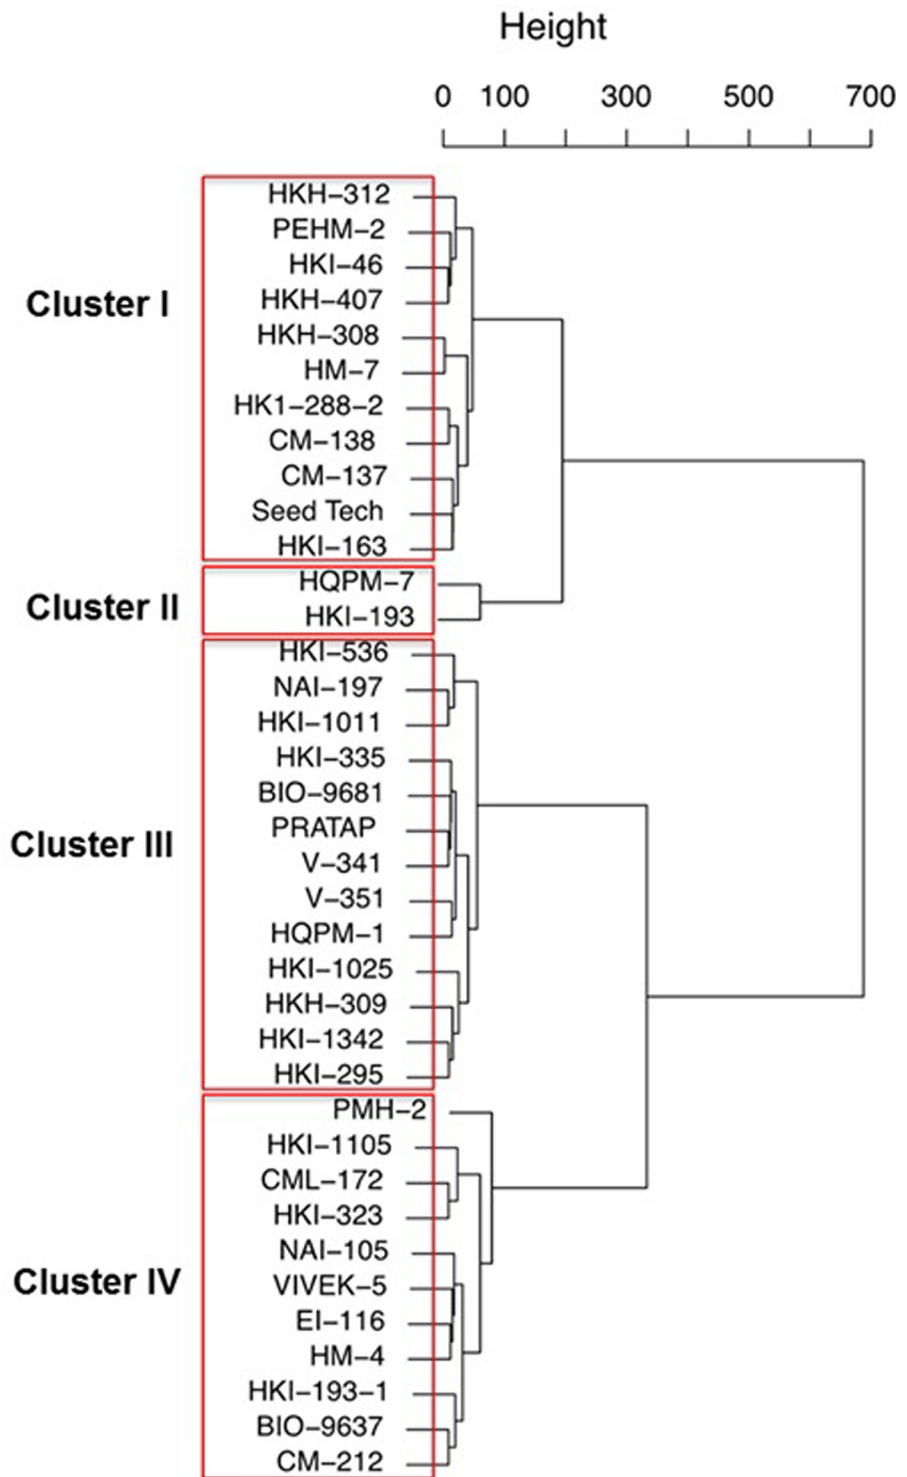 Height
0 100 300 500 700
HKH-312
PEHM-2
HKI-46
Cluster I
HKH-407
HKH-308
HM-7
HK1-288-2
CM-138
CM-137
Seed Tech
HKI-163
HQPM-7
Cluster II
HKI-193
HKI-536
NAI-197
HKI-1011
HKI-335
BIO-9681
PRATAP
Cluster III
V-341
V-351
HQPM-1
HKI-1025
HKH-309
HKI-1342
HKI-295
PMH-2
HKI-1105
CML-172
HKI-323
NAI-105
Cluster IV
VIVEK-5
EI-116
HM-4
HKI-193-1
BIO-9637
CM-212